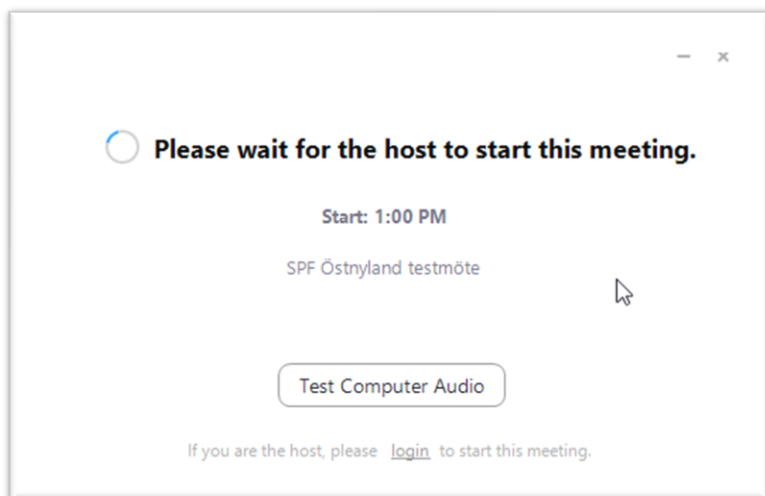 Please wait for the host to start this meeting.
Start: 1:00 PM
SPF Östnyland testmöte
Test Computer Audio
If you are the host, please login to start this meeting.